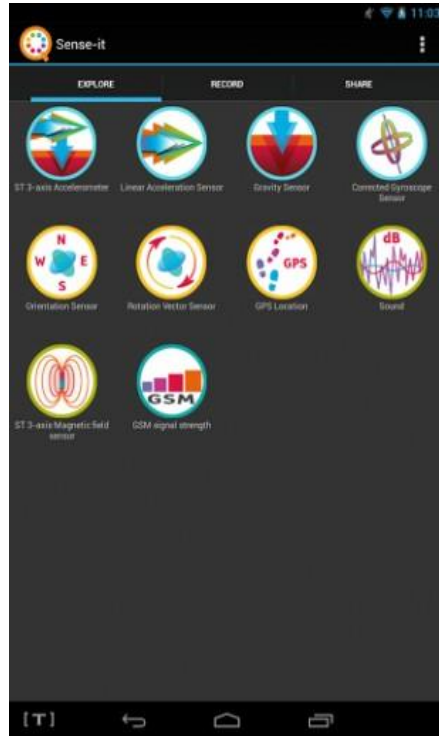 11:03
Sense-it
EXPLORE RECORD SHARE
ST 3-axis Accelerometer Linear Acceleration Sensor Gravity Sensor Corrected Gyroscope
Sensor
N
W E
S
GPS
dB
Orientation Sensor Rotation Vector Sensor GPS Location Sound
GSM
ST 3-axis Magnetic field
sensor
GSM signal strength
[T]